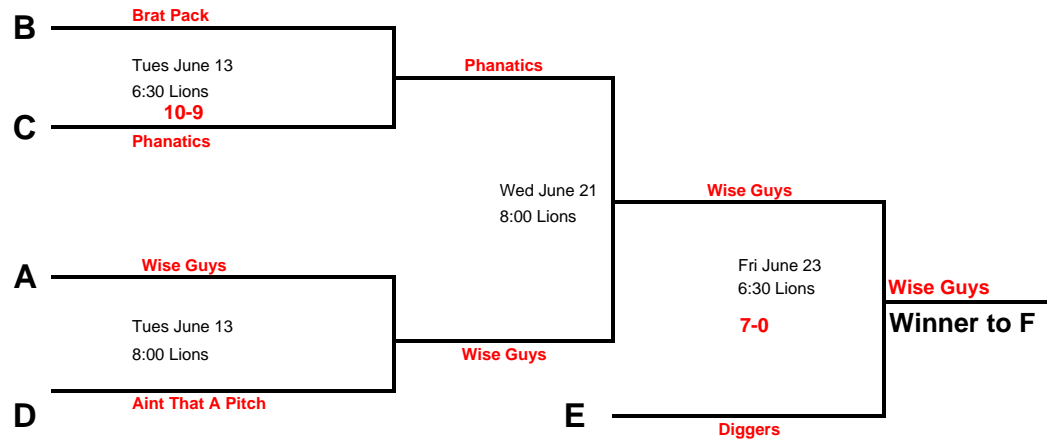 B
Brat Pack
Tues June 13
6:30 Lions
10-9
C
Phanatics
Phanatics
Wed June 21
8:00 Lions
A
Wise Guys
Tues June 13
8:00 Lions
D
Aint That A Pitch
Wise Guys
Wise Guys
Fri June 23
6:30 Lions
7-0
E
Diggers
Wise Guys
Winner to F